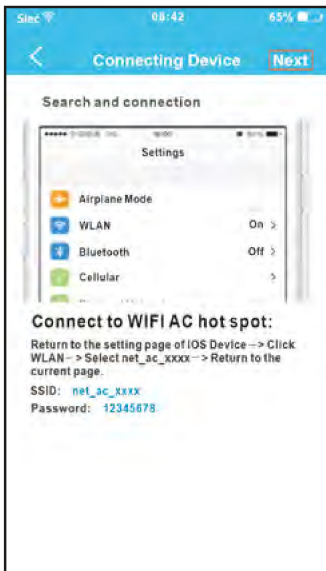 Sieć 08:42 65%
Connecting Device Next
Search and connection
Settings
Airplane Mode
WLAN On >
Bluetooth Off >
Cellular >
Connect to WIFI AC hot spot:
Return to the setting page of IOS Device -> Click
WLAN -> Select net_ac_xxxx -> Return to the
current page.
SSID: net_ac_xxxx
Password: 12345678